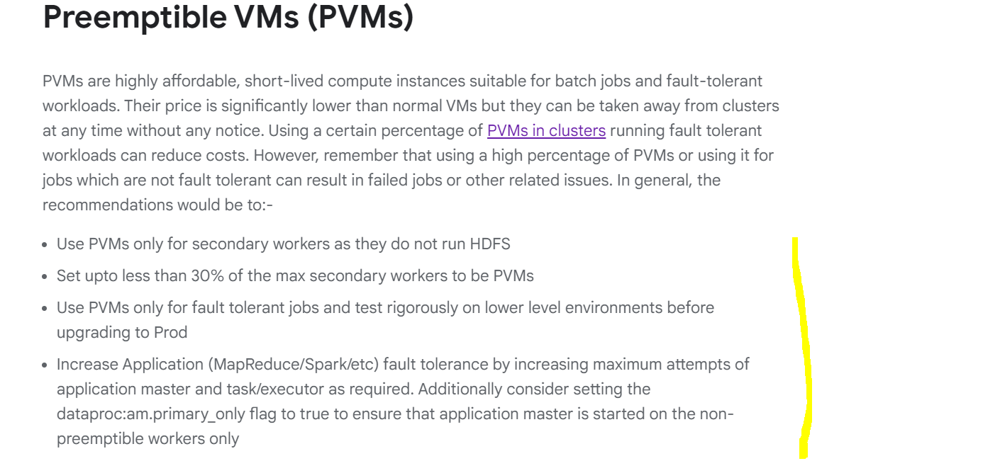 Preemptible VMs (PVMs)
PVMs are highly affordable, short-lived compute instances suitable for batch jobs and fault-tolerant
workloads. Their price is significantly lower than normal VMs but they can be taken away from clusters
at any time without any notice. Using a certain percentage of PVMs in clusters running fault tolerant
workloads can reduce costs. However, remember that using a high percentage of PVMs or using it for
jobs which are not fault tolerant can result in failed jobs or other related issues. In general, the
recommendations would be to:-
• Use PVMs only for secondary workers as they do not run HDFS
• Set upto less than 30% of the max secondary workers to be PVMs
• Use PVMs only for fault tolerant jobs and test rigorously on lower level environments before
upgrading to Prod
• Increase Application (MapReduce/Spark/etc) fault tolerance by increasing maximum attempts of
application master and task/executor as required. Additionally consider setting the
dataproc:am.primary_only flag to true to ensure that application master is started on the non-
preemptible workers only